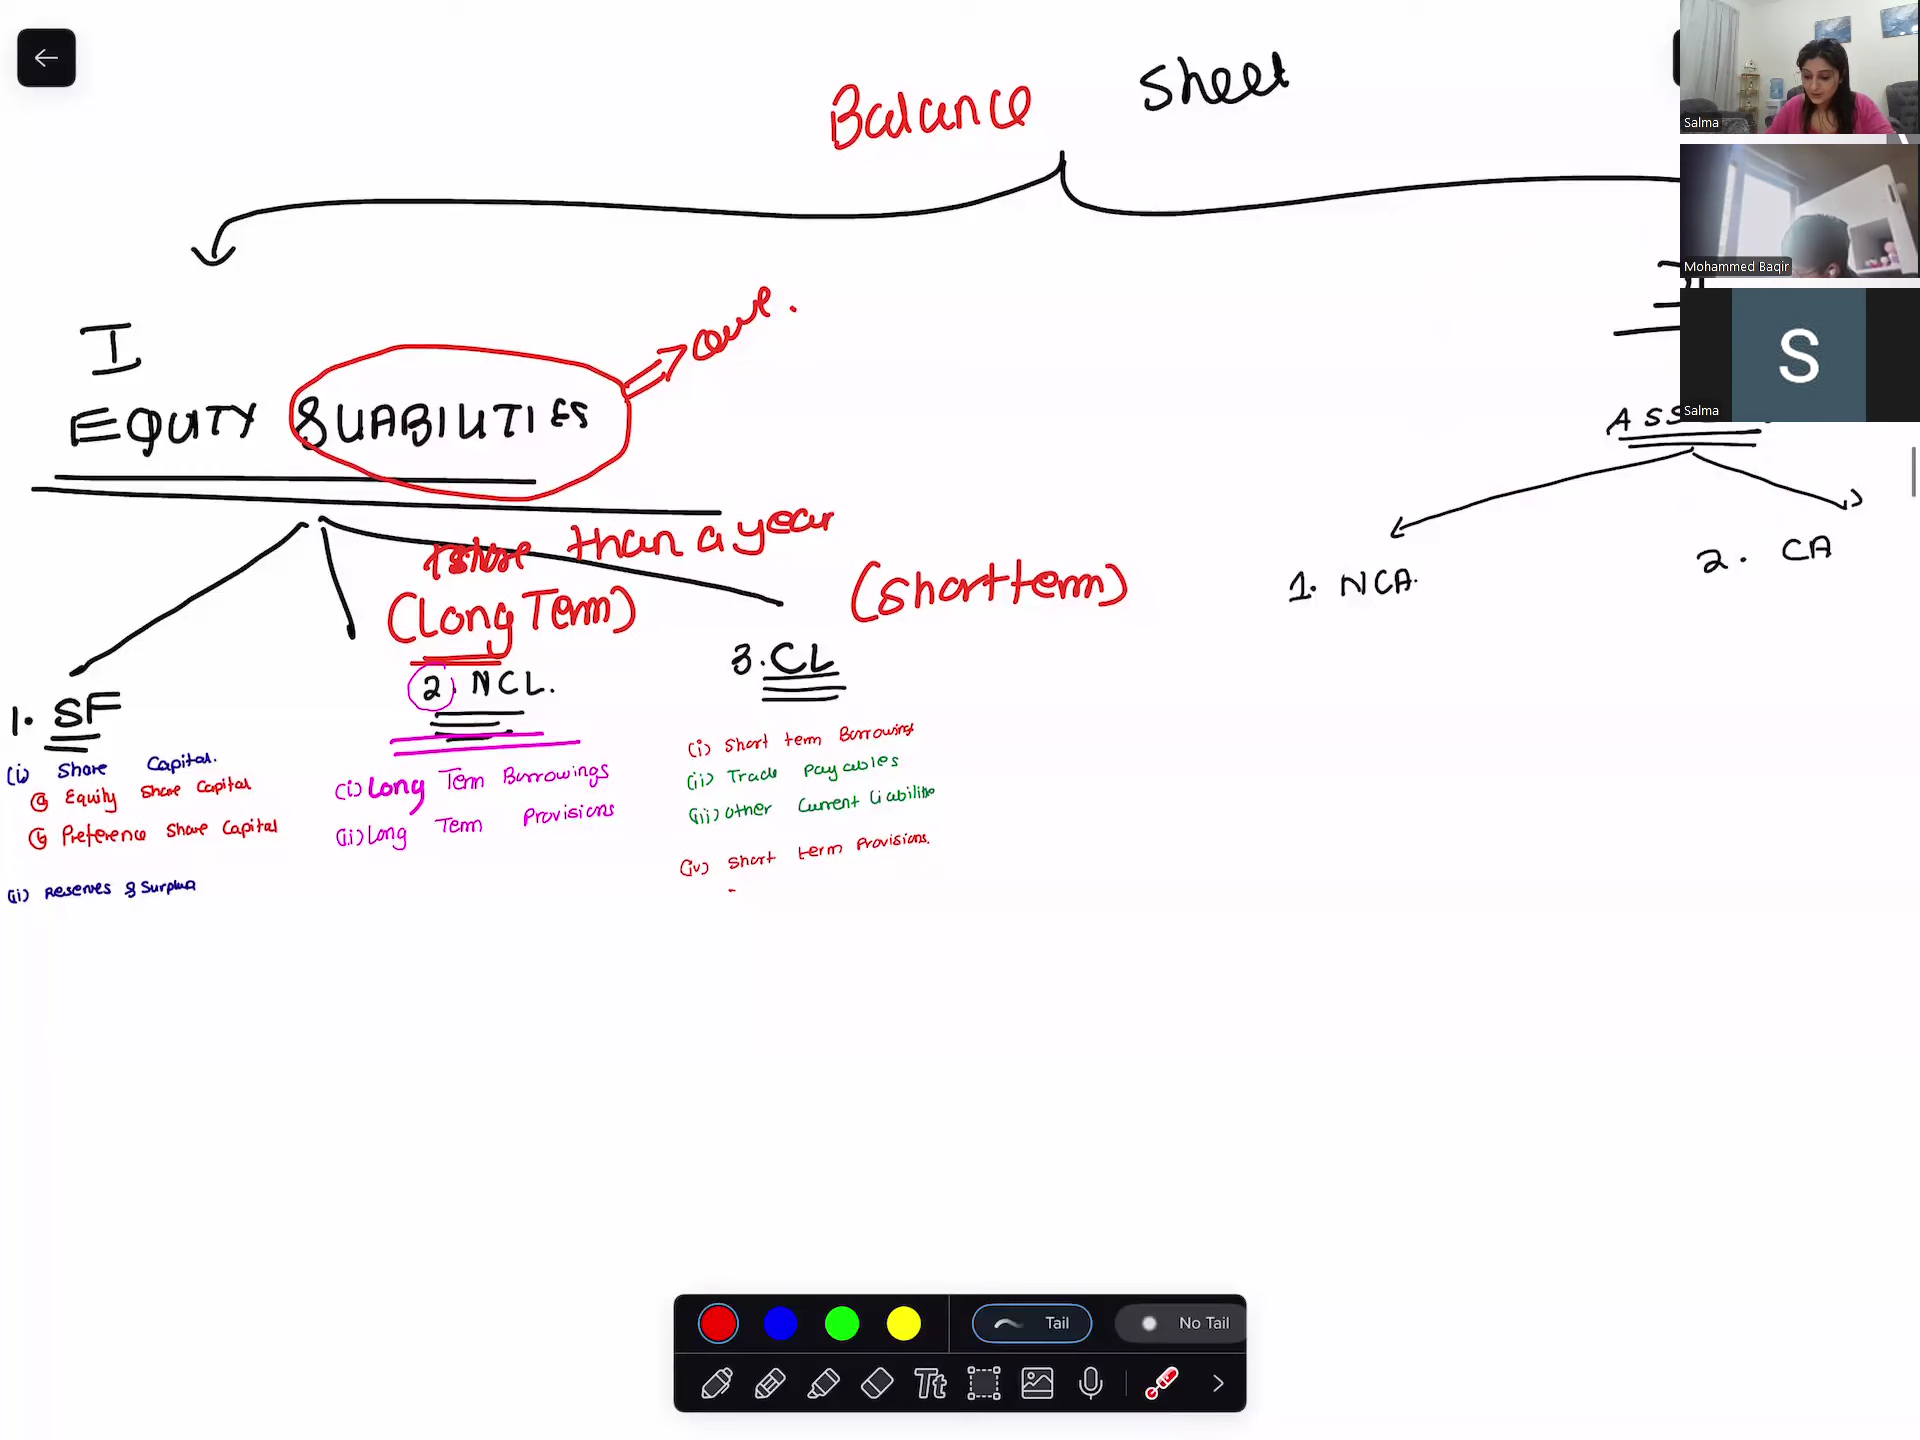 Balance Sheet
Salma
Mohammed Baqir
S
Salma
I
EQUITY & LIABILITIES
owe.
ASS
than a year
(Long Term)
(short term)
1. NCA.
2. CA
1. SF
2. NCL.
3. CL
(i) Share Capital.
(a) Equity Share Capital
(b) Preference Share Capital
(ii) Reserves & Surplus
(i) Long Term Borrowings
(ii) Long Term Provisions
(i) Short term Borrowings
(ii) Trade Payables
(iii) Other Current Liabilities
(iv) Short term Provisions.
Tail
No Tail
Tt